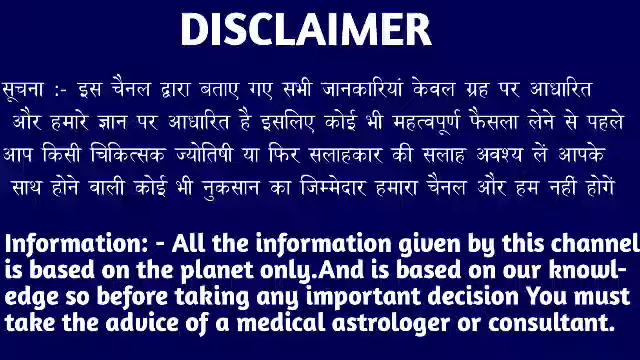 DISCLAIMER
सूचना :- इस चैनल द्वारा बताए गए सभी जानकारियां केवल ग्रह पर आधारित
और हमारे ज्ञान पर आधारित है इसलिए कोई भी महत्वपूर्ण फैसला लेने से पहले
आप किसी चिकित्सक ज्योतिषी या फिर सलाहकार की सलाह अवश्य लें आपके
साथ होने वाली कोई भी नुकसान का जिम्मेदार हमारा चैनल और हम नहीं होगें
Information: - All the information given by this channel
is based on the planet only.And is based on our knowl-
edge so before taking any important decision You must
take the advice of a medical astrologer or consultant.